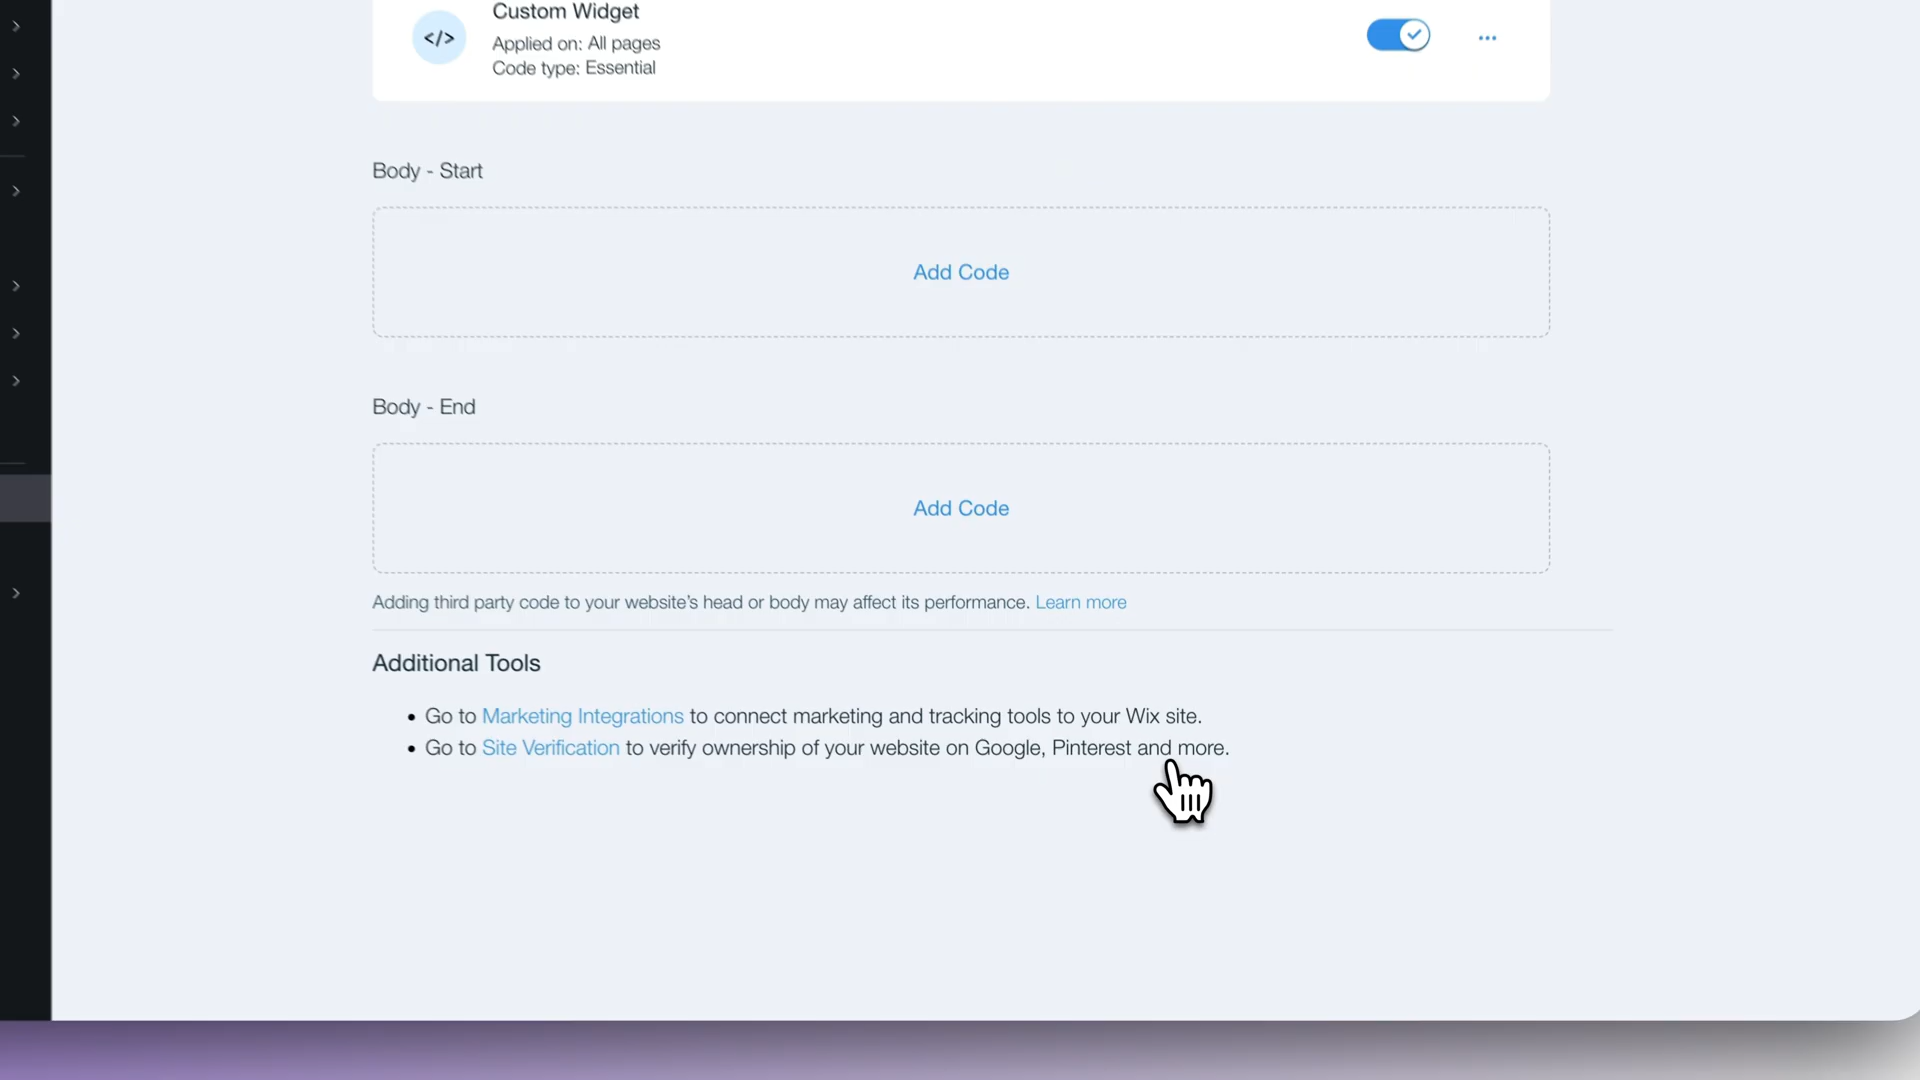 Custom Widget
</> Applied on: All pages
Code type: Essential
Body - Start
Add Code
Body - End
Add Code
Adding third party code to your website’s head or body may affect its performance. Learn more
Additional Tools
• Go to Marketing Integrations to connect marketing and tracking tools to your Wix site.
• Go to Site Verification to verify ownership of your website on Google, Pinterest and more.